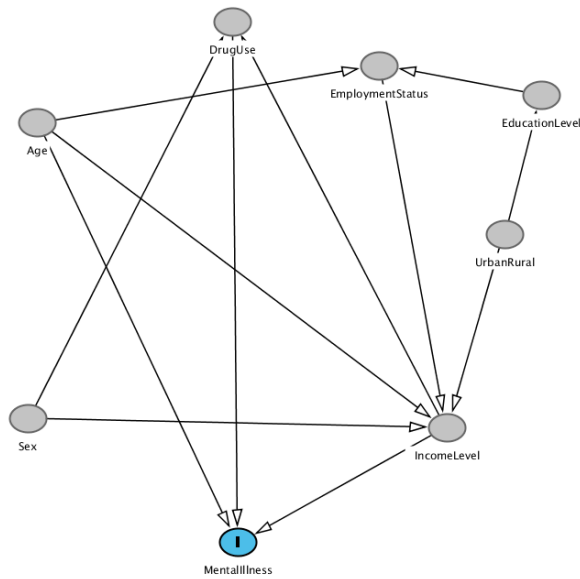 DrugUse
EmploymentStatus
EducationLevel
Age
UrbanRural
Sex
IncomeLevel
I
MentalIllness